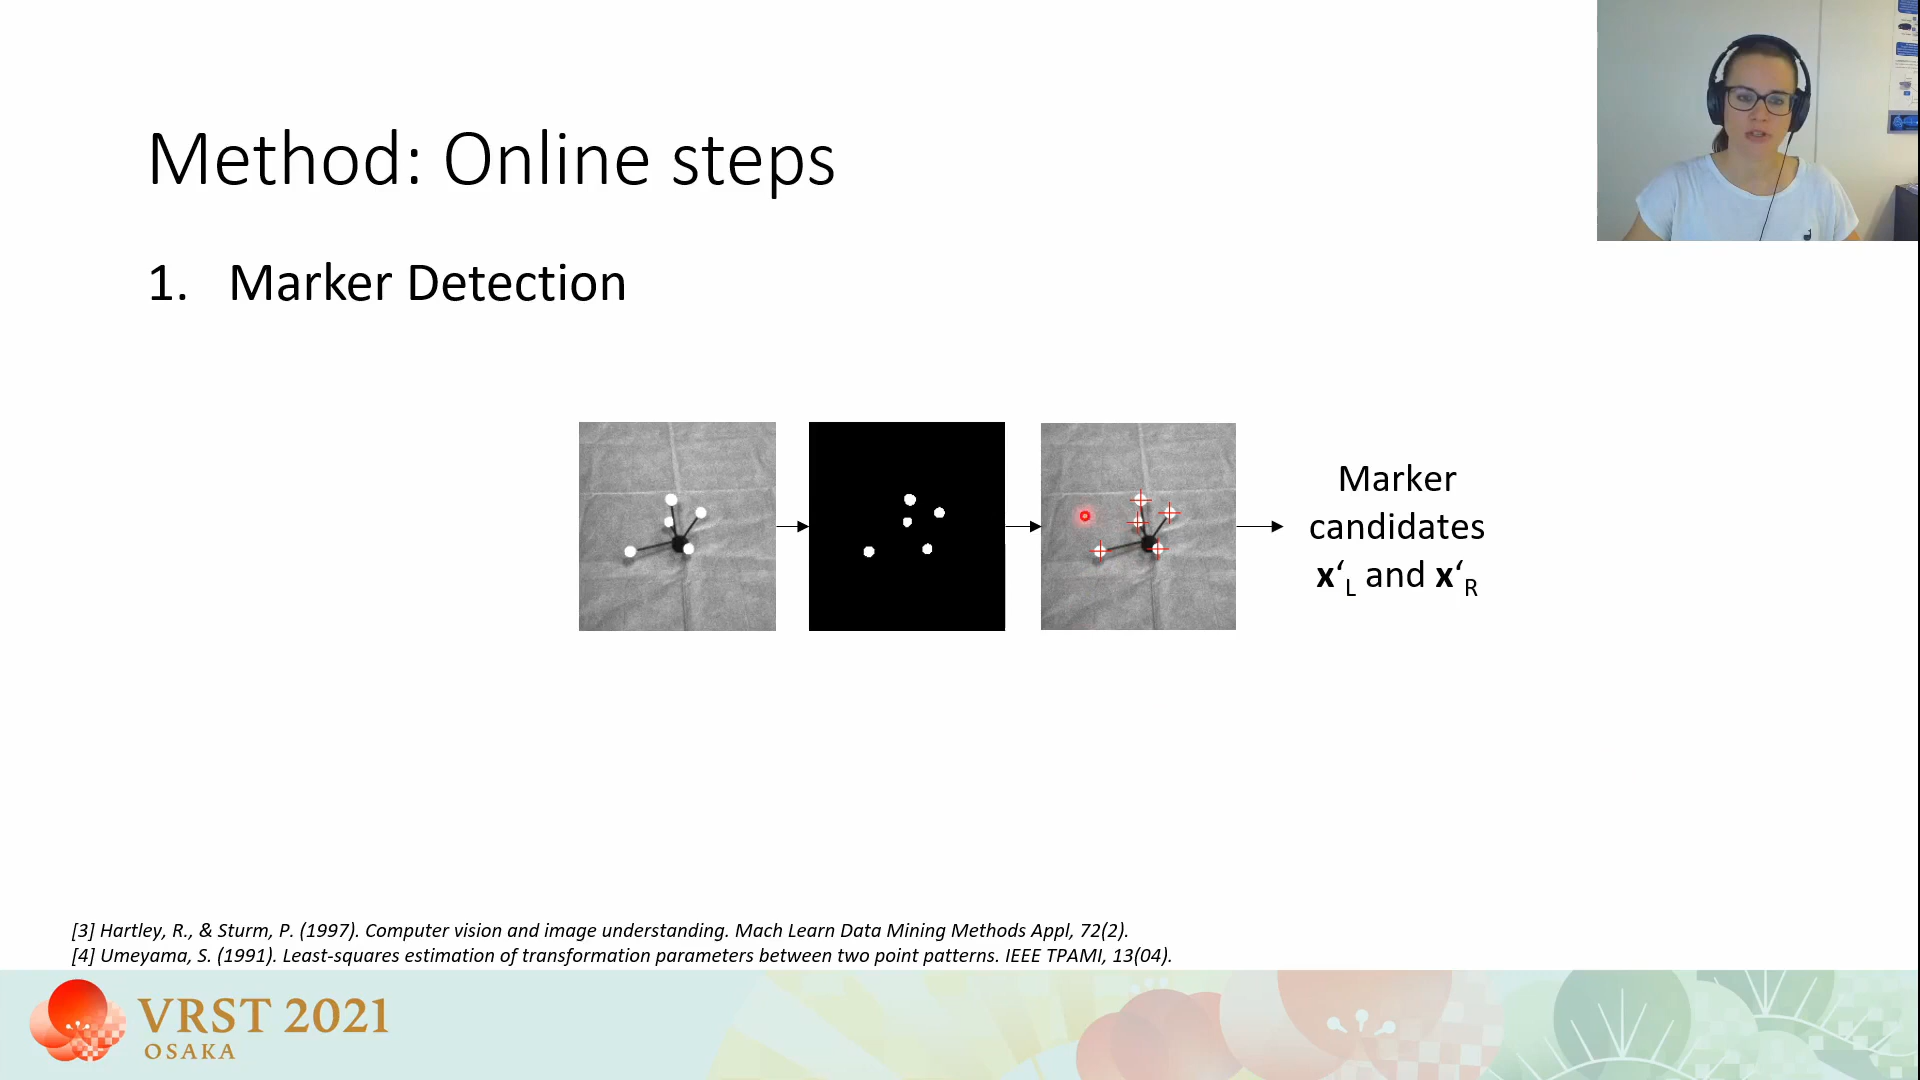 Method: Online steps
1. Marker Detection
Marker
candidates
x‘L and x‘R
[3] Hartley, R., & Sturm, P. (1997). Computer vision and image understanding. Mach Learn Data Mining Methods Appl, 72(2).
[4] Umeyama, S. (1991). Least-squares estimation of transformation parameters between two point patterns. IEEE TPAMI, 13(04).
VRST 2021
OSAKA